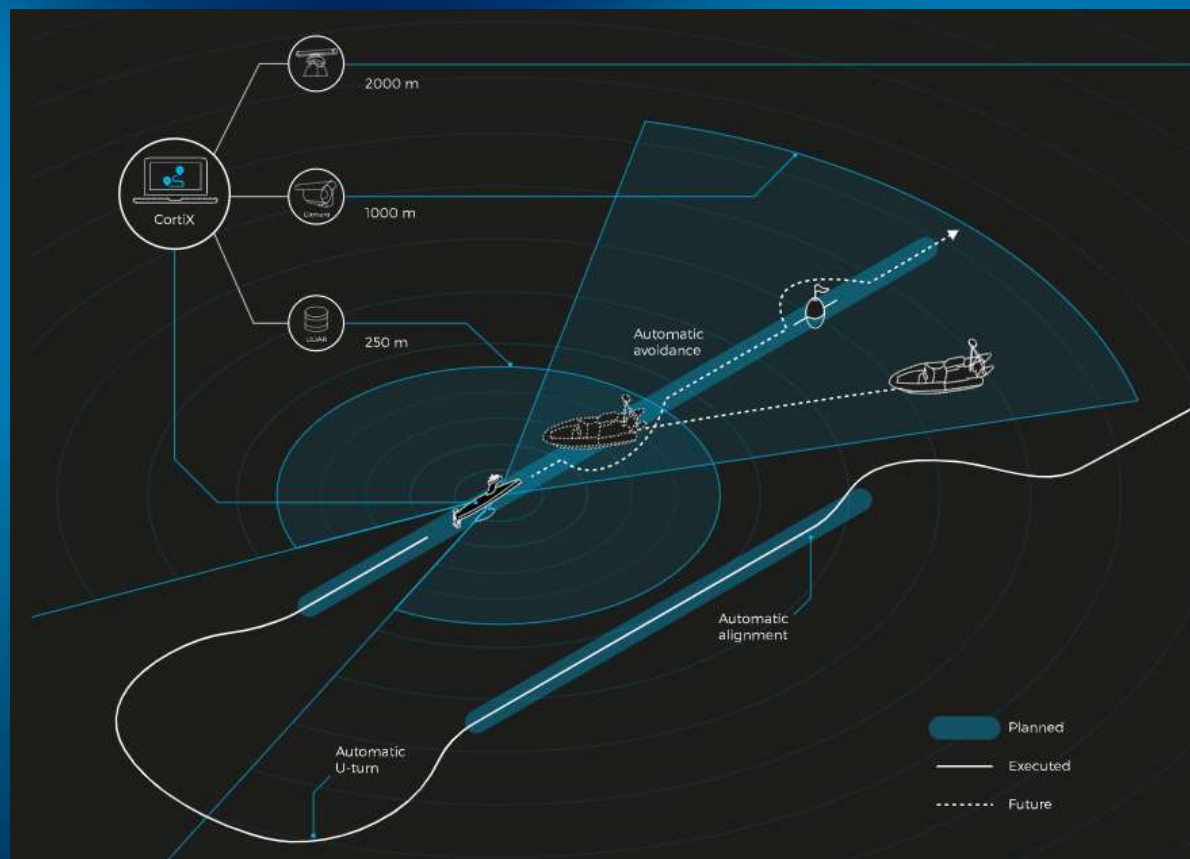 2000 m
CortiX
Camera
1000 m
LiDAR
250 m
Automatic
avoidance
Automatic
alignment
Automatic
U-turn
Planned
Executed
Future